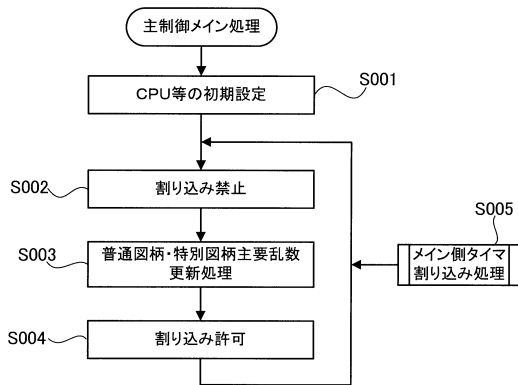 主制御メイン処理
CPU等の初期設定
S001
割り込み禁止
S002
普通図柄・特別図柄主要乱数
更新処理
S003
割り込み許可
S004
S005
メイン側タイマ
割り込み処理